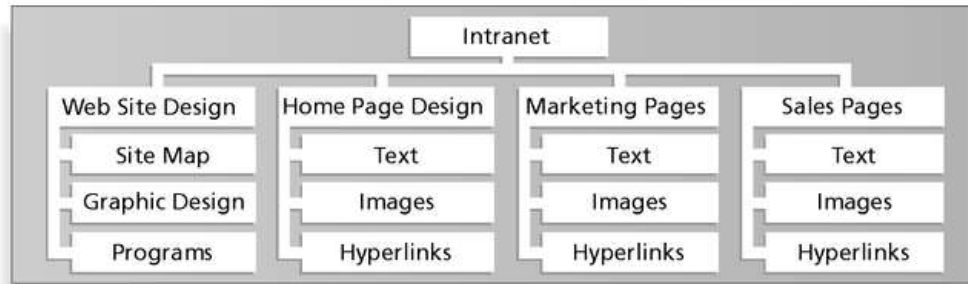 Intranet
Web Site Design
Site Map
Graphic Design
Programs
Home Page Design
Text
Images
Hyperlinks
Marketing Pages
Text
Images
Hyperlinks
Sales Pages
Text
Images
Hyperlinks